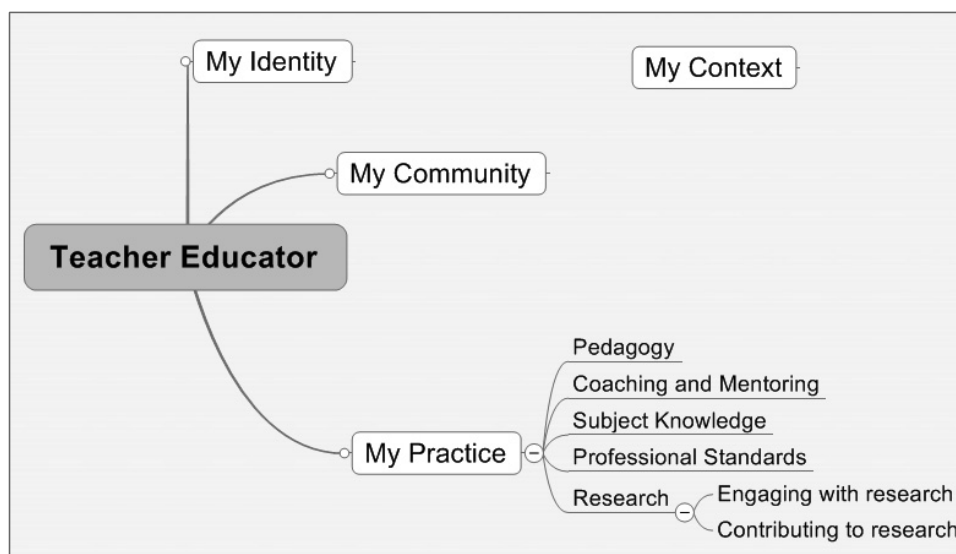 My Identity
My Context
My Community
Teacher Educator
Pedagogy
Coaching and Mentoring
Subject Knowledge
My Practice
Professional Standards
Research
Engaging with research
Contributing to research